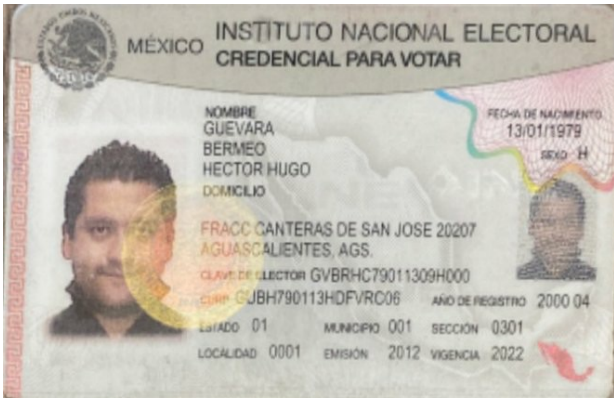 MÉXICO INSTITUTO NACIONAL ELECTORAL
CREDENCIAL PARA VOTAR
NOMBRE
GUEVARA
BERMEO
HECTOR HUGO
DOMICILIO
FECHA DE NACIMIENTO
13/01/1979
SEXO H
FRACC CANTERAS DE SAN JOSE 20207
AGUASCALIENTES, AGS.
CLAVE DE ELECTOR GVBRHC79011309H000
CURP GUBH790113HDFVRC06 AÑO DE REGISTRO 2000 04
ESTADO 01 MUNICIPIO 001 SECCIÓN 0301
LOCALIDAD 0001 EMISIÓN 2012 VIGENCIA 2022